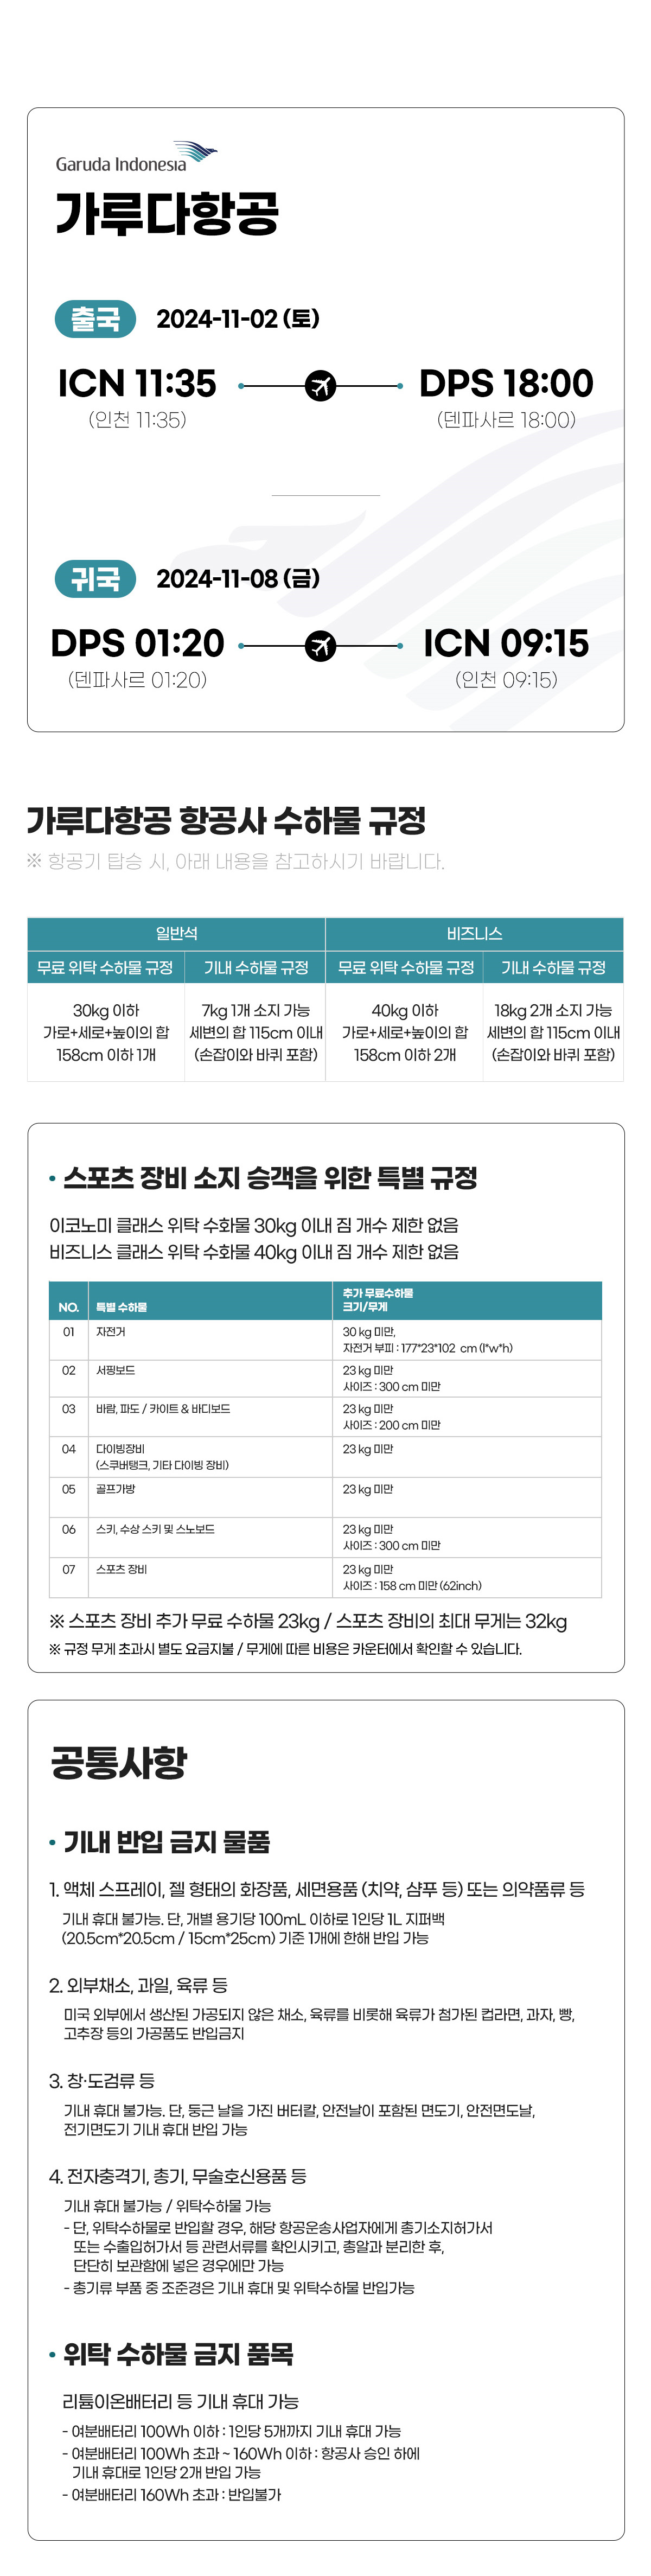 Garuda Indonesia
가루다항공
출국 2024-11-02 (토)
ICN 11:35 DPS 18:00
(인천 11:35) (덴파사르 18:00)
귀국 2024-11-08 (금)
DPS 01:20 ICN 09:15
(덴파사르 01:20) (인천 09:15)
가루다항공 항공사 수하물 규정
※ 항공기 탑승 시, 아래 내용을 참고하시기 바랍니다.
일반석 비즈니스
무료 위탁 수하물 규정 기내 수하물 규정 무료 위탁 수하물 규정 기내 수하물 규정
30kg 이하 7kg 1개 소지 가능 40kg 이하 18kg 2개 소지 가능
가로+세로+높이의 합 세변의 합 115cm 이내 가로+세로+높이의 합 세변의 합 115cm 이내
158cm 이하 1개 (손잡이와 바퀴 포함) 158cm 이하 2개 (손잡이와 바퀴 포함)
• 스포츠 장비 소지 승객을 위한 특별 규정
이코노미 클래스 위탁 수화물 30kg 이내 짐 개수 제한 없음
비즈니스 클래스 위탁 수화물 40kg 이내 짐 개수 제한 없음
추가 무료수하물
NO. 특별 수하물 크기/무게
01 자전거 30 kg 미만,
자전거 부피 : 177*23*102 cm (l*w*h)
02 서핑보드 23 kg 미만
사이즈 : 300 cm 미만
03 바람, 파도 / 카이트 & 바디보드 23 kg 미만
사이즈 : 200 cm 미만
04 다이빙장비 23 kg 미만
(스쿠버탱크, 기타 다이빙 장비)
05 골프가방 23 kg 미만
06 스키, 수상 스키 및 스노보드 23 kg 미만
사이즈 : 300 cm 미만
07 스포츠 장비 23 kg 미만
사이즈 : 158 cm 미만 (62inch)
※ 스포츠 장비 추가 무료 수하물 23kg / 스포츠 장비의 최대 무게는 32kg
※ 규정 무게 초과시 별도 요금지불 / 무게에 따른 비용은 카운터에서 확인할 수 있습니다.
공통사항
• 기내 반입 금지 물품
1. 액체 스프레이, 젤 형태의 화장품, 세면용품 (치약, 샴푸 등) 또는 의약품류 등
기내 휴대 불가능. 단, 개별 용기당 100mL 이하로 1인당 1L 지퍼백
(20.5cm*20.5cm / 15cm*25cm) 기준 1개에 한해 반입 가능
2. 외부채소, 과일, 육류 등
미국 외부에서 생산된 가공되지 않은 채소, 육류를 비롯해 육류가 첨가된 컵라면, 과자, 빵,
고추장 등의 가공품도 반입금지
3. 창·도검류 등
기내 휴대 불가능. 단, 둥근 날을 가진 버터칼, 안전날이 포함된 면도기, 안전면도날,
전기면도기 기내 휴대 반입 가능
4. 전자충격기, 총기, 무술호신용품 등
기내 휴대 불가능 / 위탁수하물 가능
- 단, 위탁수하물로 반입할 경우, 해당 항공운송사업자에게 총기소지허가서
또는 수출입허가서 등 관련서류를 확인시키고, 총알과 분리한 후,
단단히 보관함에 넣은 경우에만 가능
- 총기류 부품 중 조준경은 기내 휴대 및 위탁수하물 반입가능
• 위탁 수하물 금지 품목
리튬이온배터리 등 기내 휴대 가능
- 여분배터리 100Wh 이하 : 1인당 5개까지 기내 휴대 가능
- 여분배터리 100Wh 초과 ~ 160Wh 이하 : 항공사 승인 하에
기내 휴대로 1인당 2개 반입 가능
- 여분배터리 160Wh 초과 : 반입불가